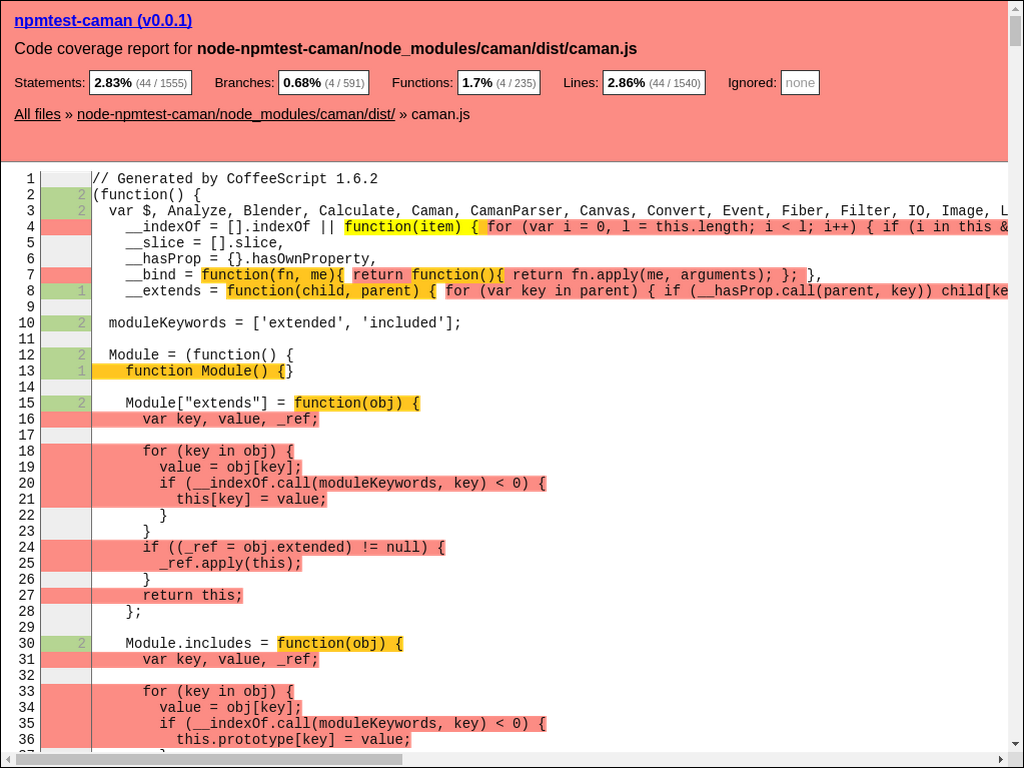 npmtest-caman (v0.0.1)
Code coverage report for node-npmtest-caman/node_modules/caman/dist/caman.js
Statements: 2.83% (44 / 1555) Branches: 0.68% (4 / 591) Functions: 1.7% (4 / 235) Lines: 2.86% (44 / 1540) Ignored: none
All files » node-npmtest-caman/node_modules/caman/dist/ » caman.js
1 // Generated by CoffeeScript 1.6.2
2 2 (function() {
3 2 var $, Analyze, Blender, Calculate, Caman, CamanParser, Canvas, Convert, Event, Fiber, Filter, IO, Image, L
4 __indexOf = [].indexOf || function(item) { for (var i = 0, l = this.length; i < l; i++) { if (i in this &
5 __slice = [].slice,
6 __hasProp = {}.hasOwnProperty,
7 __bind = function(fn, me){ return function(){ return fn.apply(me, arguments); }; },
8 1 __extends = function(child, parent) { for (var key in parent) { if (__hasProp.call(parent, key)) child[ke
9
10 2 moduleKeywords = ['extended', 'included'];
11
12 2 Module = (function() {
13 1 function Module() {}
14
15 2 Module["extends"] = function(obj) {
16 var key, value, _ref;
17
18 for (key in obj) {
19 value = obj[key];
20 if (__indexOf.call(moduleKeywords, key) < 0) {
21 this[key] = value;
22 }
23 }
24 if ((_ref = obj.extended) != null) {
25 _ref.apply(this);
26 }
27 return this;
28 };
29
30 2 Module.includes = function(obj) {
31 var key, value, _ref;
32
33 for (key in obj) {
34 value = obj[key];
35 if (__indexOf.call(moduleKeywords, key) < 0) {
36 this.prototype[key] = value;